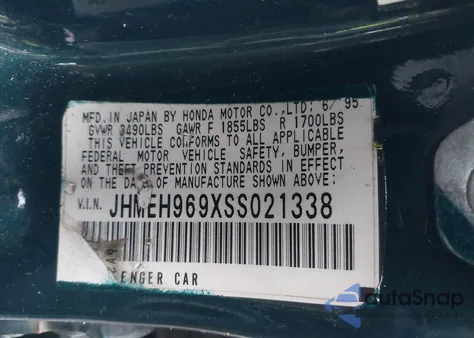 MFD.IN JAPAN BY HONDA MOTOR CO.,LTD; 6/ 95
GVWR 3490LBS GAWR F 1855LBS R 1700LBS
THIS VEHICLE CONFORMS TO ALL APPLICABLE
FEDERAL MOTOR VEHICLE SAFETY, BUMPER,
AND THEFT PREVENTION STANDARDS IN EFFECT
ON THE DATE OF MANUFACTURE SHOWN ABOVE:
V.I.N. JHMEH969XSS021338
ENGER CAR
autoSnap